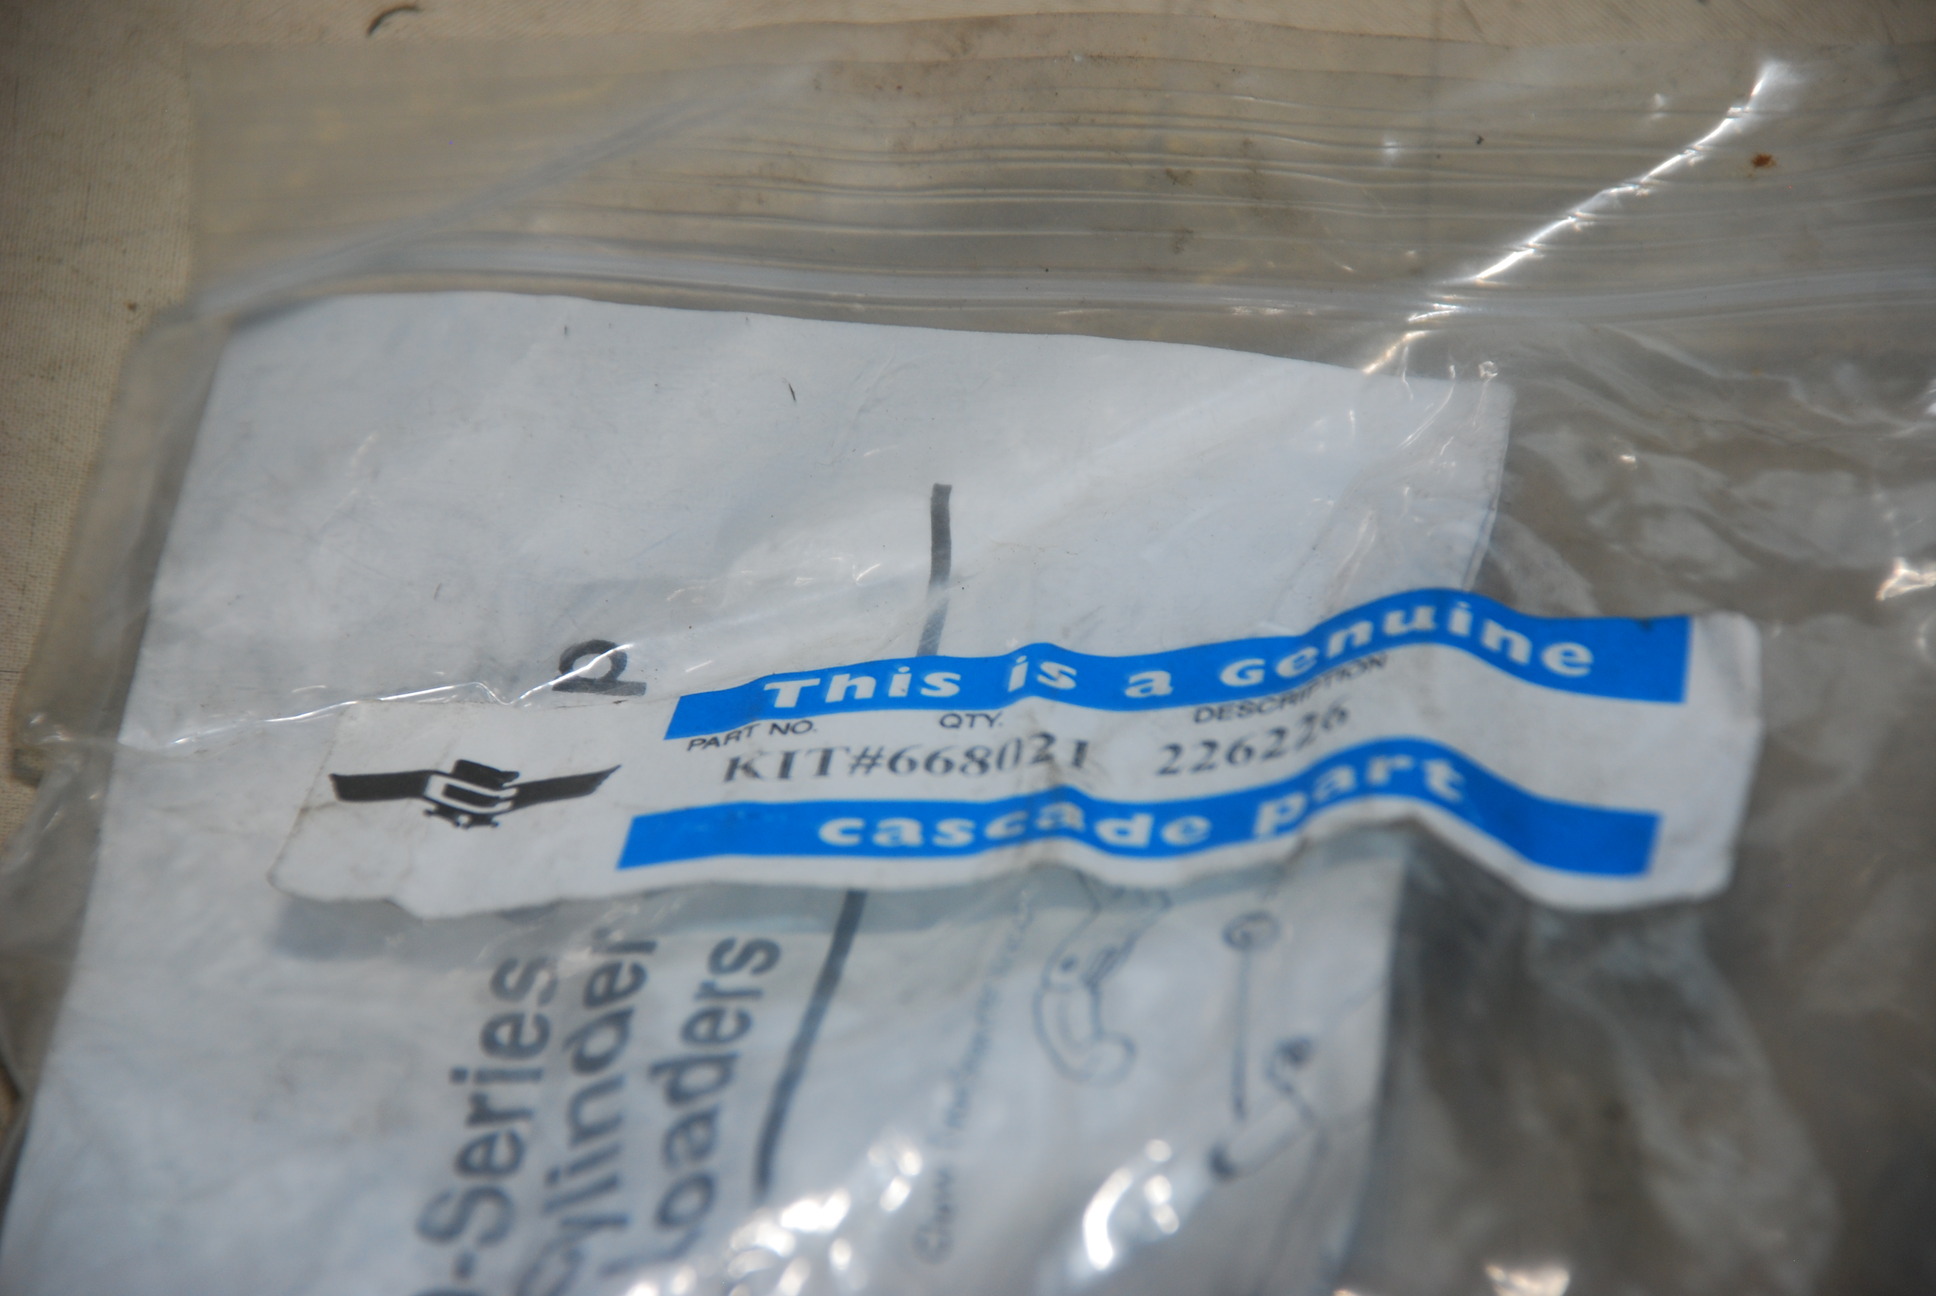 This is a Genuine
PART NO. QTY. DESCRIPTION
KIT#668021 226226
cascade part
-Series
Cylinder
Loaders